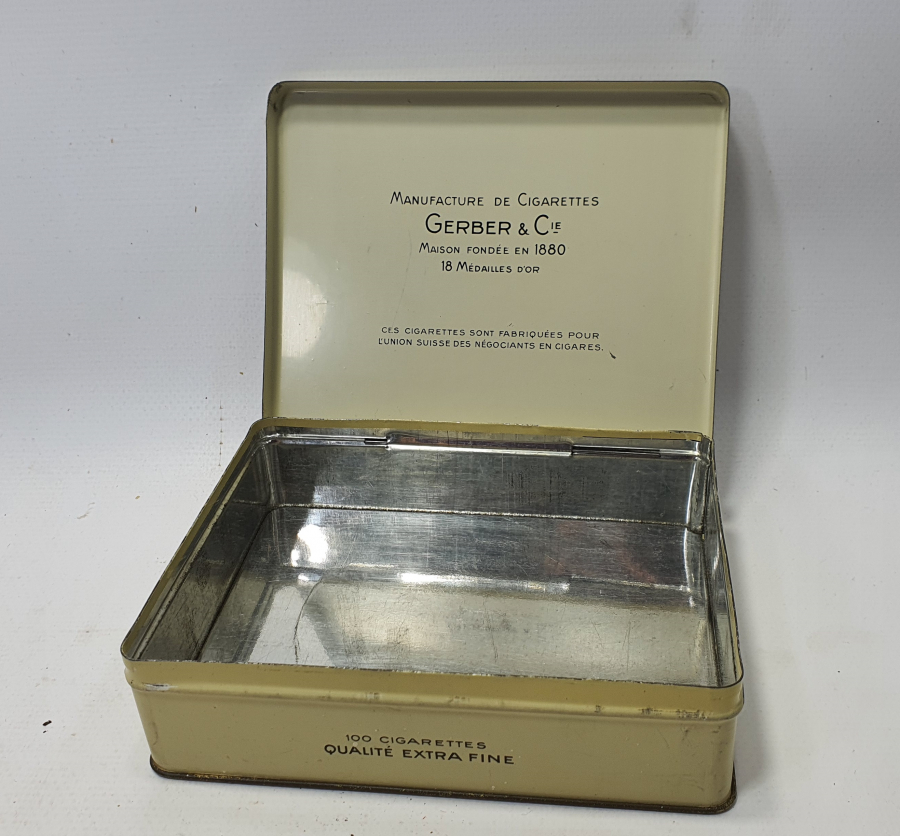 Manufacture de Cigarettes
Gerber & Cie
Maison fondée en 1880
18 Médailles d'or
Ces cigarettes sont fabriquées pour
l'Union Suisse des Négociants en Cigares.
100 CIGARETTES
QUALITÉ EXTRA FINE